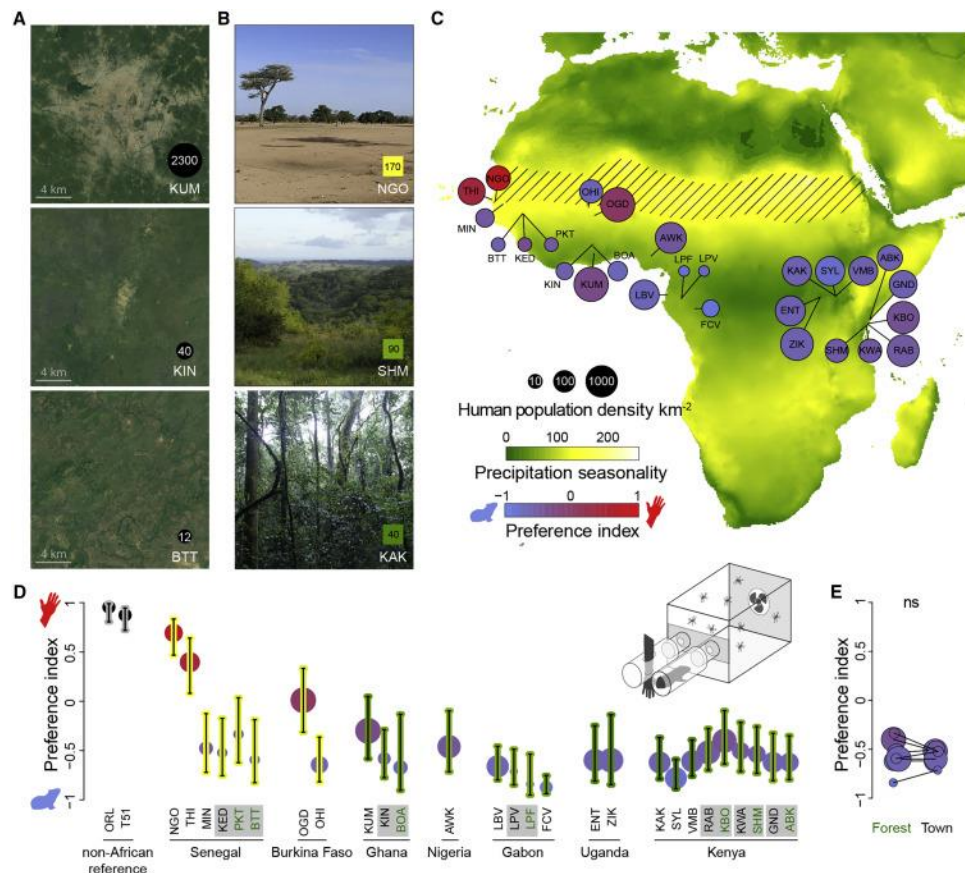 A
2300
4 km
KUM
40
4 km
KIN
12
4 km
BTT
B
170
NGO
90
SHM
40
KAK
C
THI
NGO
OHI
OGD
MIN
BTT
KED
PKT
KIN
KUM
BOA
AWK
LPF
LPV
LBV
FCV
KAK
SYL
VMB
ABK
GND
ENT
KBO
ZIK
SHM
KWA
RAB
10
100
1000
Human population density km⁻²
0 100 200
Precipitation seasonality
−1 0 1
Preference index
D
Preference index
1
0.5
0
−0.5
−1
ORL
T51
NGO
THI
MIN
KED
PKT
BTT
OGD
OHI
KUM
KIN
BOA
AWK
LBV
LPV
LPF
FCV
ENT
ZIK
KAK
SYL
VMB
RAB
KBO
KWA
SHM
GND
ABK
non-African
reference
Senegal
Burkina Faso
Ghana
Nigeria
Gabon
Uganda
Kenya
E
ns
Preference index
1
0.5
0
−0.5
−1
Forest Town